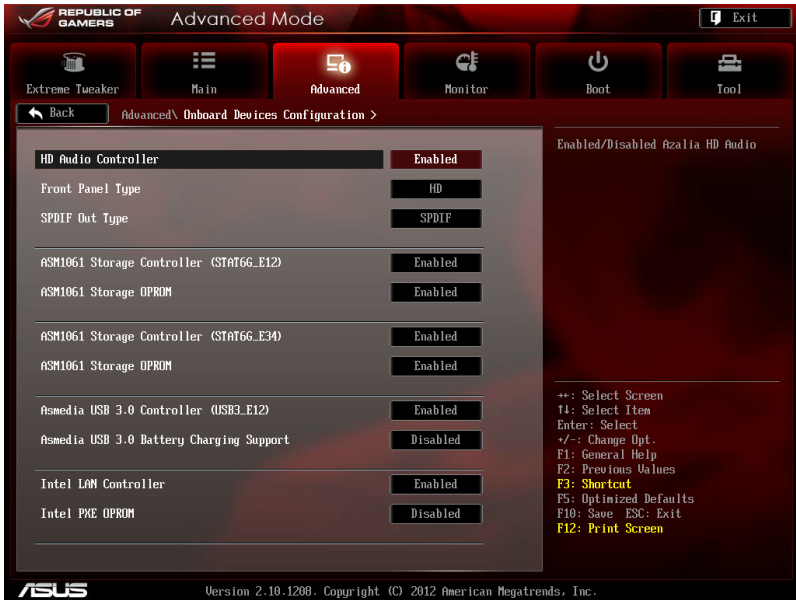 REPUBLIC OF
GAMERS
Advanced Mode
Exit
Extreme Tweaker
Main
Advanced
Monitor
Boot
Tool
Back
Advanced\ Onboard Devices Configuration >
HD Audio Controller Enabled
Enabled/Disabled Azalia HD Audio
Front Panel Type HD
SPDIF Out Type SPDIF
ASM1061 Storage Controller (STAT6G_E12) Enabled
ASM1061 Storage OPROM Enabled
ASM1061 Storage Controller (STAT6G_E34) Enabled
ASM1061 Storage OPROM Enabled
Asmedia USB 3.0 Controller (USB3_E12) Enabled
Asmedia USB 3.0 Battery Charging Support Disabled
Intel LAN Controller Enabled
Intel PXE OPROM Disabled
→←: Select Screen
↑↓: Select Item
Enter: Select
+/-: Change Opt.
F1: General Help
F2: Previous Values
F3: Shortcut
F5: Optimized Defaults
F10: Save ESC: Exit
F12: Print Screen
ASUS
Version 2.10.1208. Copyright (C) 2012 American Megatrends, Inc.